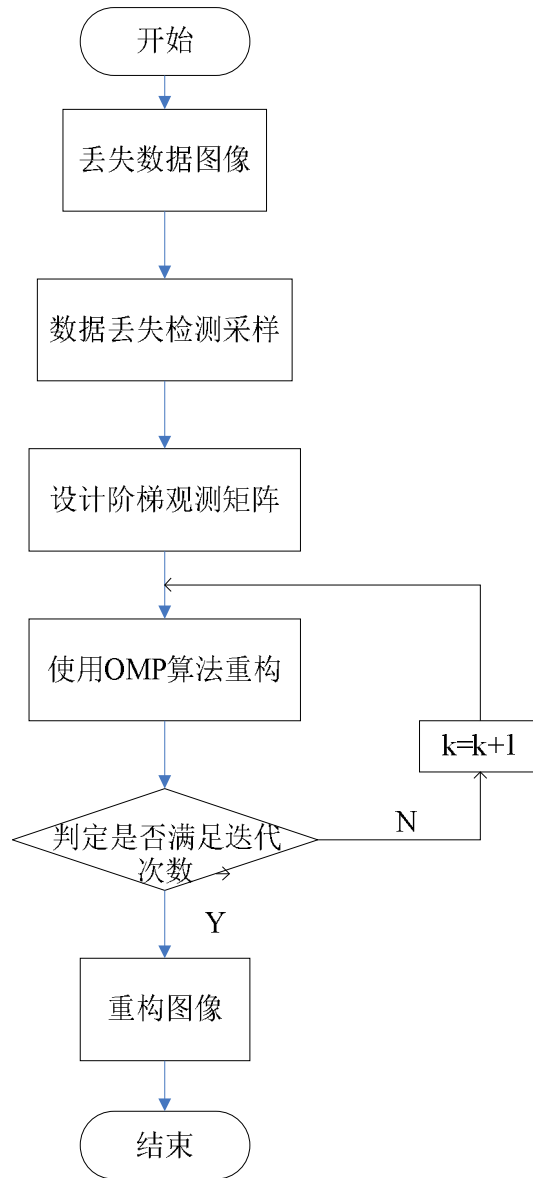 开始
丢失数据图像
数据丢失检测采样
设计阶梯观测矩阵
使用OMP算法重构
k=k+1
判定是否满足迭代
次数
N
Y
重构图像
结束